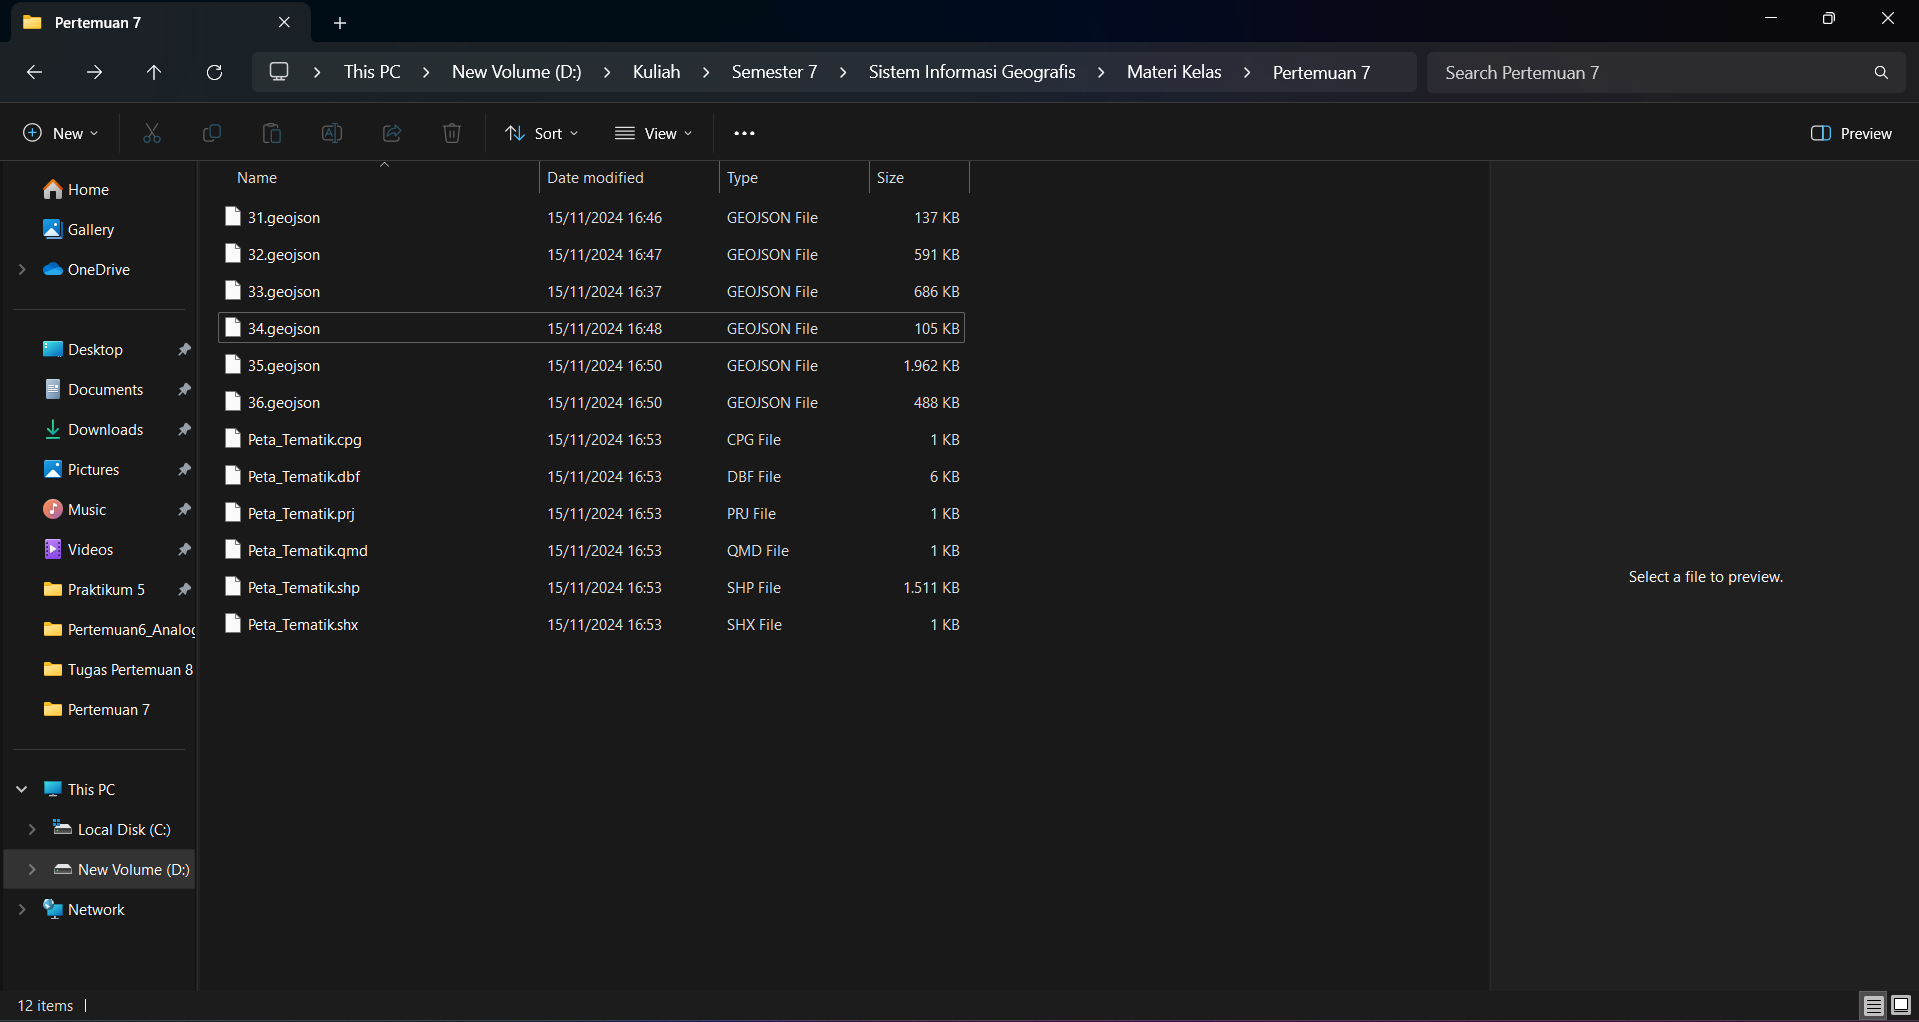 Pertemuan 7
This PC > New Volume (D:) > Kuliah > Semester 7 > Sistem Informasi Geografis > Materi Kelas > Pertemuan 7
Search Pertemuan 7
New
Sort
View
Preview
Home
Gallery
OneDrive
Desktop
Documents
Downloads
Pictures
Music
Videos
Praktikum 5
Pertemuan6_Analog
Tugas Pertemuan 8
Pertemuan 7
This PC
Local Disk (C:)
New Volume (D:)
Network
Name Date modified Type Size
31.geojson 15/11/2024 16:46 GEOJSON File 137 KB
32.geojson 15/11/2024 16:47 GEOJSON File 591 KB
33.geojson 15/11/2024 16:37 GEOJSON File 686 KB
34.geojson 15/11/2024 16:48 GEOJSON File 105 KB
35.geojson 15/11/2024 16:50 GEOJSON File 1.962 KB
36.geojson 15/11/2024 16:50 GEOJSON File 488 KB
Peta_Tematik.cpg 15/11/2024 16:53 CPG File 1 KB
Peta_Tematik.dbf 15/11/2024 16:53 DBF File 6 KB
Peta_Tematik.prj 15/11/2024 16:53 PRJ File 1 KB
Peta_Tematik.qmd 15/11/2024 16:53 QMD File 1 KB
Peta_Tematik.shp 15/11/2024 16:53 SHP File 1.511 KB
Peta_Tematik.shx 15/11/2024 16:53 SHX File 1 KB
Select a file to preview.
12 items